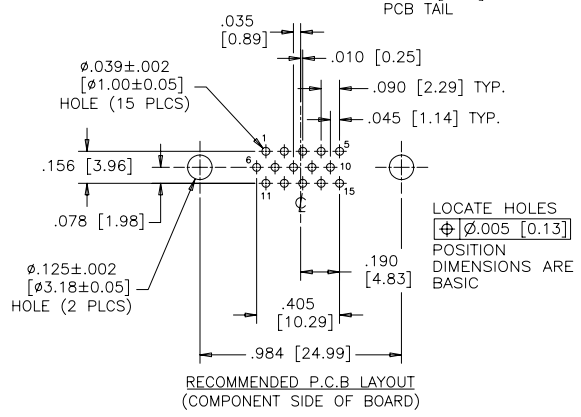 PCB TAIL
.035
[0.89]
.010 [0.25]
ø.039±.002
[ø1.00±0.05]
HOLE (15 PLCS)
.090 [2.29] TYP.
.045 [1.14] TYP.
1
5
.156 [3.96]
6
10
11
15
.078 [1.98]
℄
LOCATE HOLES
⌖ Ø.005 [0.13]
POSITION
DIMENSIONS ARE
BASIC
.190
[4.83]
ø.125±.002
[ø3.18±0.05]
HOLE (2 PLCS)
.405
[10.29]
.984 [24.99]
RECOMMENDED P.C.B LAYOUT
(COMPONENT SIDE OF BOARD)